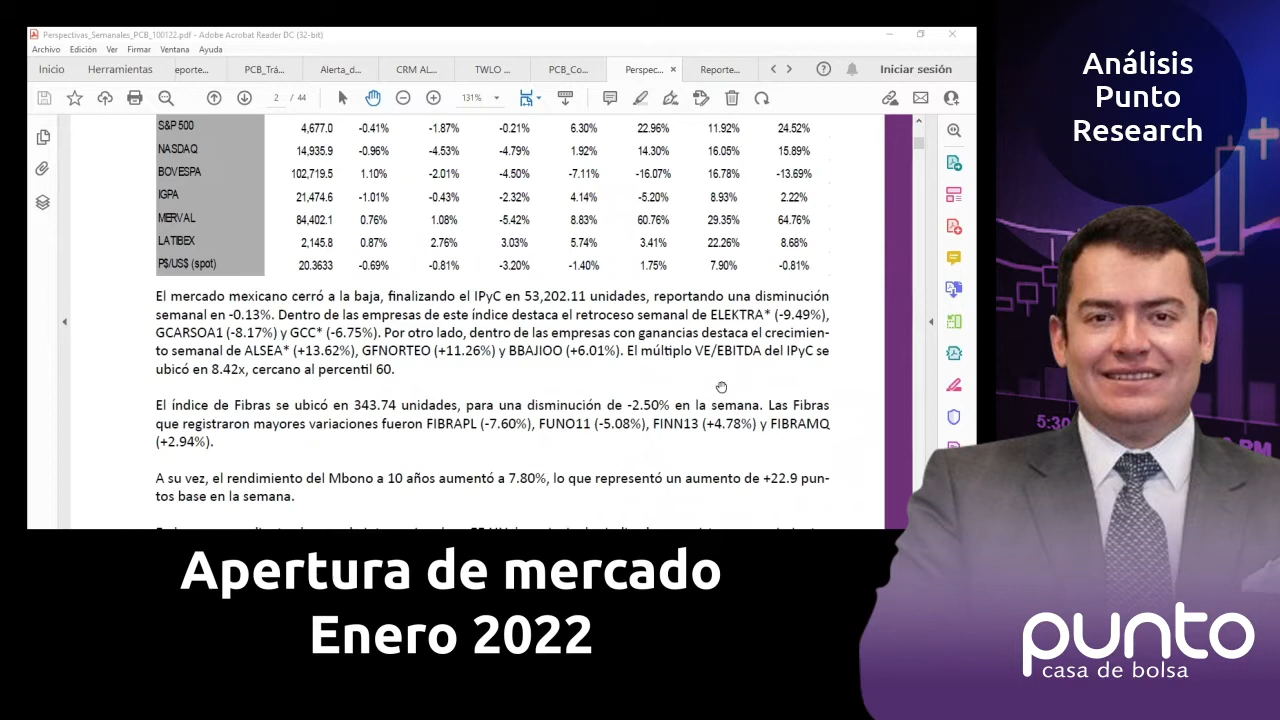 Perspectivas_Semanales_PCB_100122.pdf - Adobe Acrobat Reader DC (32-bit)
Archivo Edición Ver Firmar Ventana Ayuda
Inicio Herramientas eporte... PCB_Trá... Alerta_d... CRM AL... TWLO ... PCB_Co... Perspec... Reporte... Iniciar sesión
2 / 44 131%
S&P 500 4,677.0 -0.41% -1.87% -0.21% 6.30% 22.96% 11.92% 24.52%
NASDAQ 14,935.9 -0.96% -4.53% -4.79% 1.92% 14.30% 16.05% 15.89%
BOVESPA 102,719.5 1.10% -2.01% -4.50% -7.11% -16.07% 16.78% -13.69%
IGPA 21,474.6 -1.01% -0.43% -2.32% 4.14% -5.20% 8.93% 2.22%
MERVAL 84,402.1 0.76% 1.08% -5.42% 8.83% 60.76% 29.35% 64.76%
LATIBEX 2,145.8 0.87% 2.76% 3.03% 5.74% 3.41% 22.26% 8.68%
P$/US$ (spot) 20.3633 -0.69% -0.81% -3.20% -1.40% 1.75% 7.90% -0.81%
El mercado mexicano cerró a la baja, finalizando el IPyC en 53,202.11 unidades, reportando una disminución
semanal en -0.13%. Dentro de las empresas de este índice destaca el retroceso semanal de ELEKTRA* (-9.49%),
GCARSOA1 (-8.17%) y GCC* (-6.75%). Por otro lado, dentro de las empresas con ganancias destaca el crecimien-
to semanal de ALSEA* (+13.62%), GFNORTEO (+11.26%) y BBAJIOO (+6.01%). El múltiplo VE/EBITDA del IPyC se
ubicó en 8.42x, cercano al percentil 60.
El índice de Fibras se ubicó en 343.74 unidades, para una disminución de -2.50% en la semana. Las Fibras
que registraron mayores variaciones fueron FIBRAPL (-7.60%), FUNO11 (-5.08%), FINN13 (+4.78%) y FIBRAMQ
(+2.94%).
A su vez, el rendimiento del Mbono a 10 años aumentó a 7.80%, lo que representó un aumento de +22.9 pun-
tos base en la semana.
Análisis
Punto
Research
5:30
PM
Apertura de mercado
Enero 2022
punto
casa de bolsa